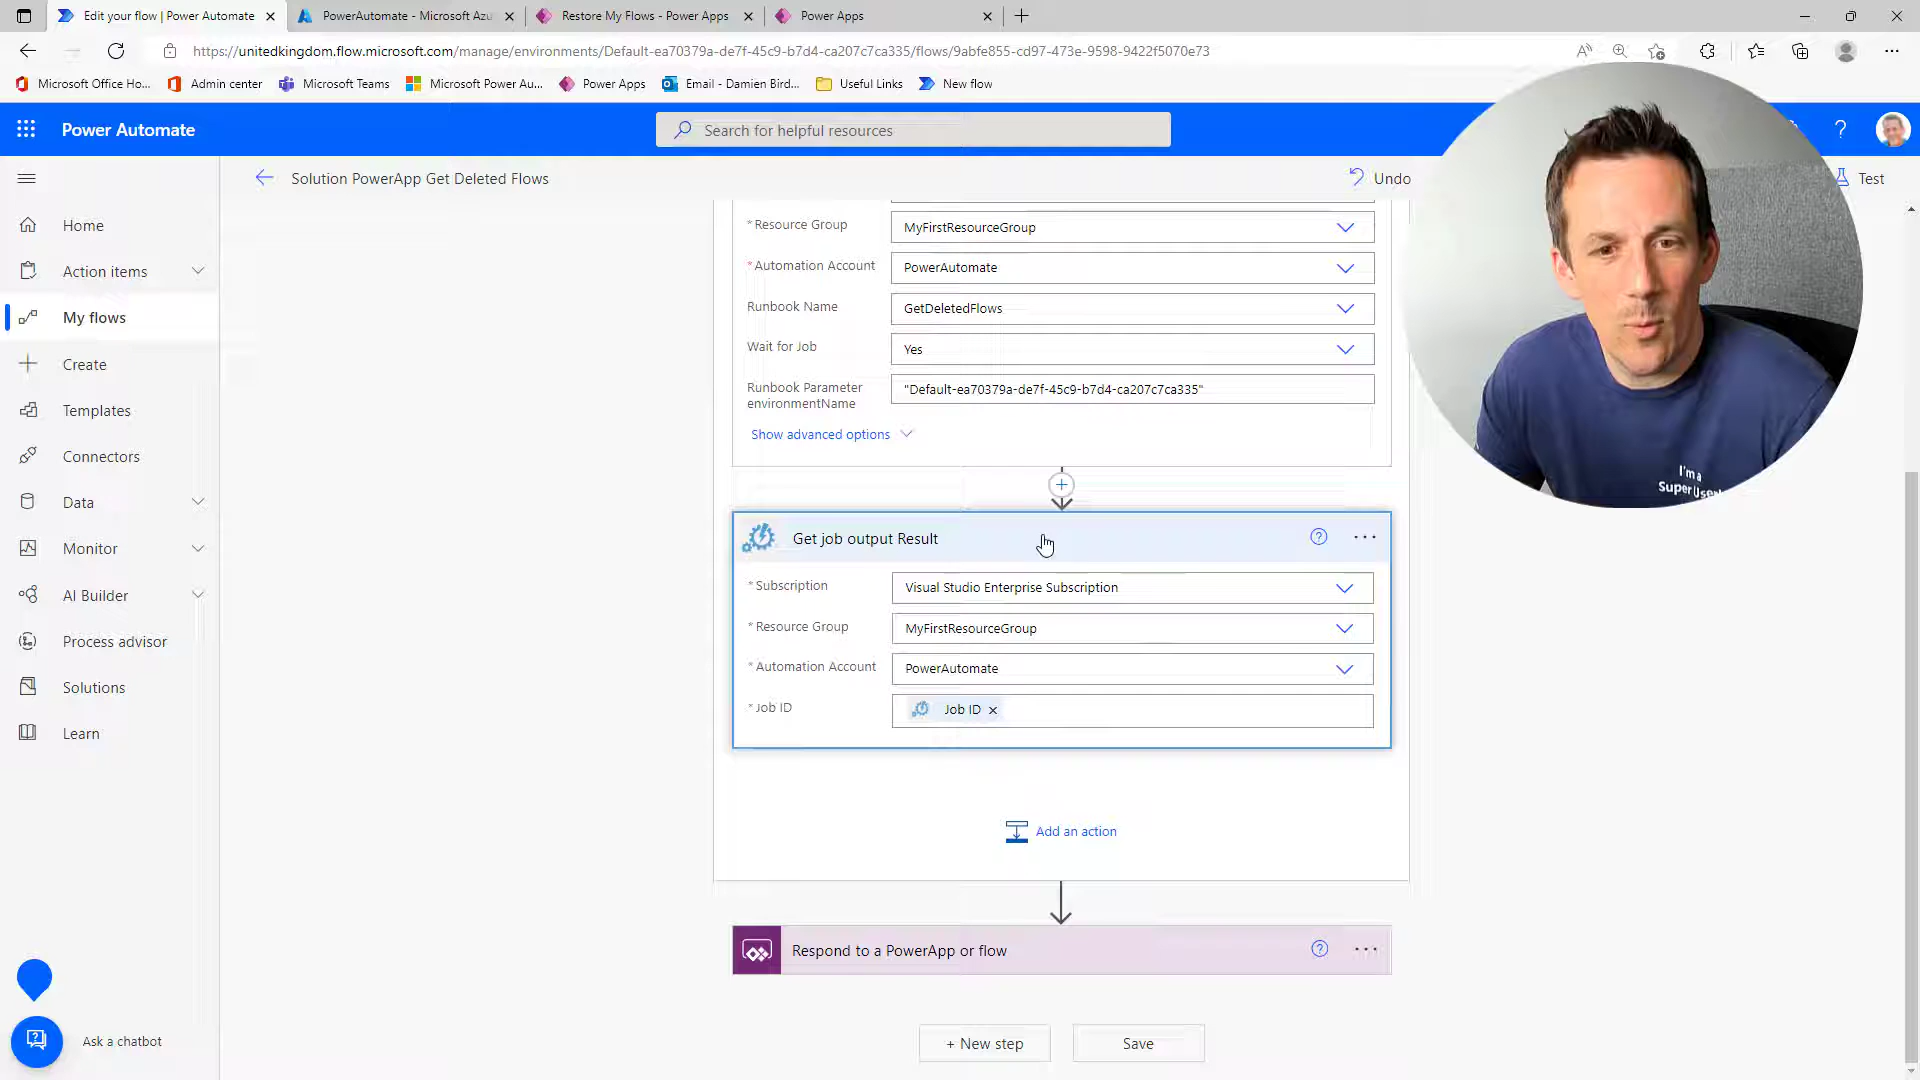 Edit your flow | Power Automate
PowerAutomate - Microsoft Azu
Restore My Flows - Power Apps
Power Apps
https://unitedkingdom.flow.microsoft.com/manage/environments/Default-ea70379a-de7f-45c9-b7d4-ca207c7ca335/flows/9abfe855-cd97-473e-9598-9422f5070e73
Microsoft Office Ho...
Admin center
Microsoft Teams
Microsoft Power Au...
Power Apps
Email - Damien Bird...
Useful Links
New flow
Power Automate
Search for helpful resources
Solution PowerApp Get Deleted Flows
Undo
Test
Home
Action items
My flows
Create
Templates
Connectors
Data
Monitor
AI Builder
Process advisor
Solutions
Learn
Ask a chatbot
* Resource Group
MyFirstResourceGroup
* Automation Account
PowerAutomate
Runbook Name
GetDeletedFlows
Wait for Job
Yes
Runbook Parameter
environmentName
"Default-ea70379a-de7f-45c9-b7d4-ca207c7ca335"
Show advanced options
Get job output Result
* Subscription
Visual Studio Enterprise Subscription
* Resource Group
MyFirstResourceGroup
* Automation Account
PowerAutomate
* Job ID
Job ID ×
Add an action
Respond to a PowerApp or flow
+ New step
Save
I'm a
Super User